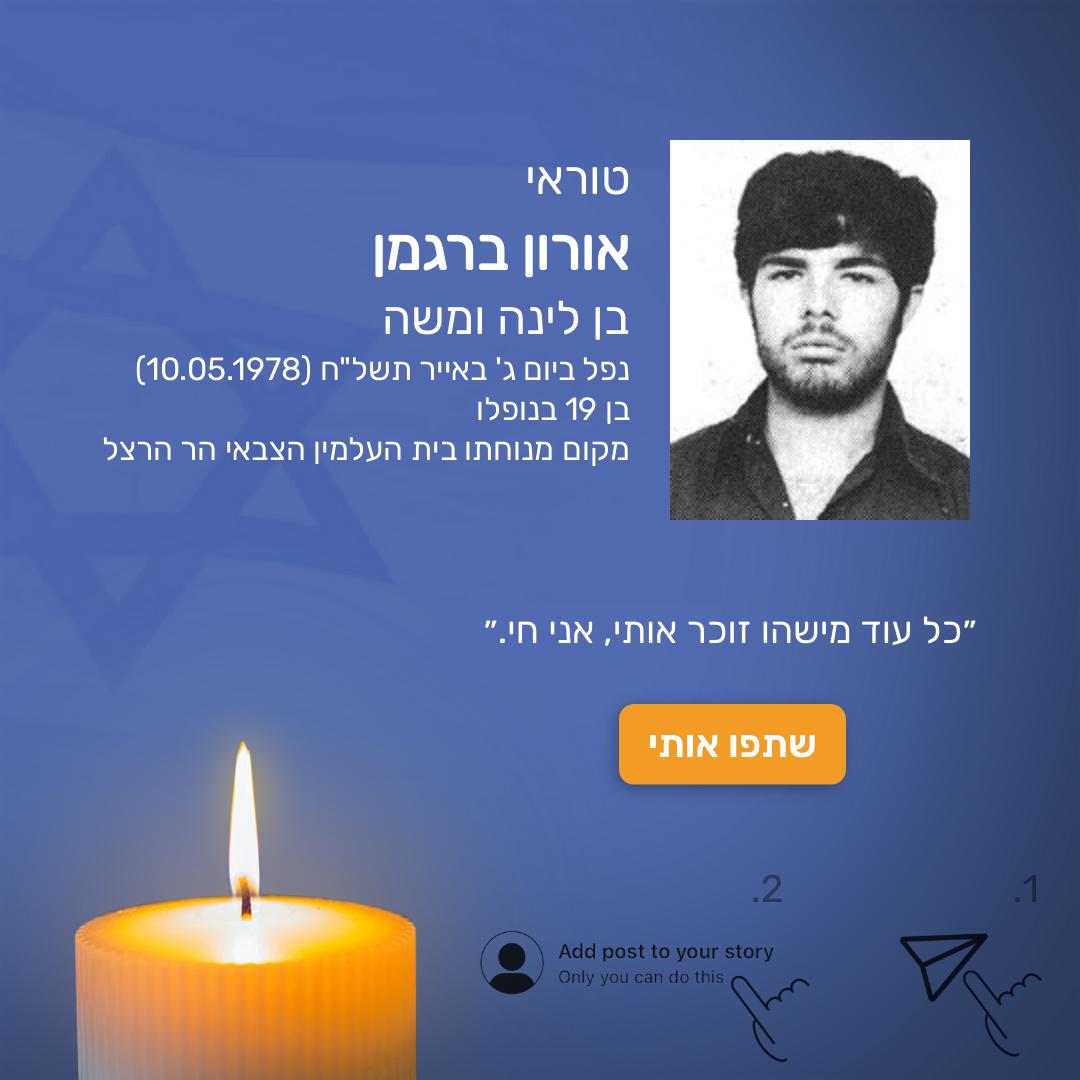 טוראי
אורון ברגמן
בן לינה ומשה
נפל ביום ג' באייר תשל"ח (10.05.1978)
בן 19 בנופלו
מקום מנוחתו בית העלמין הצבאי הר הרצל
״כל עוד מישהו זוכר אותי, אני חי.״
שתפו אותי
1.
2.
Add post to your story
Only you can do this